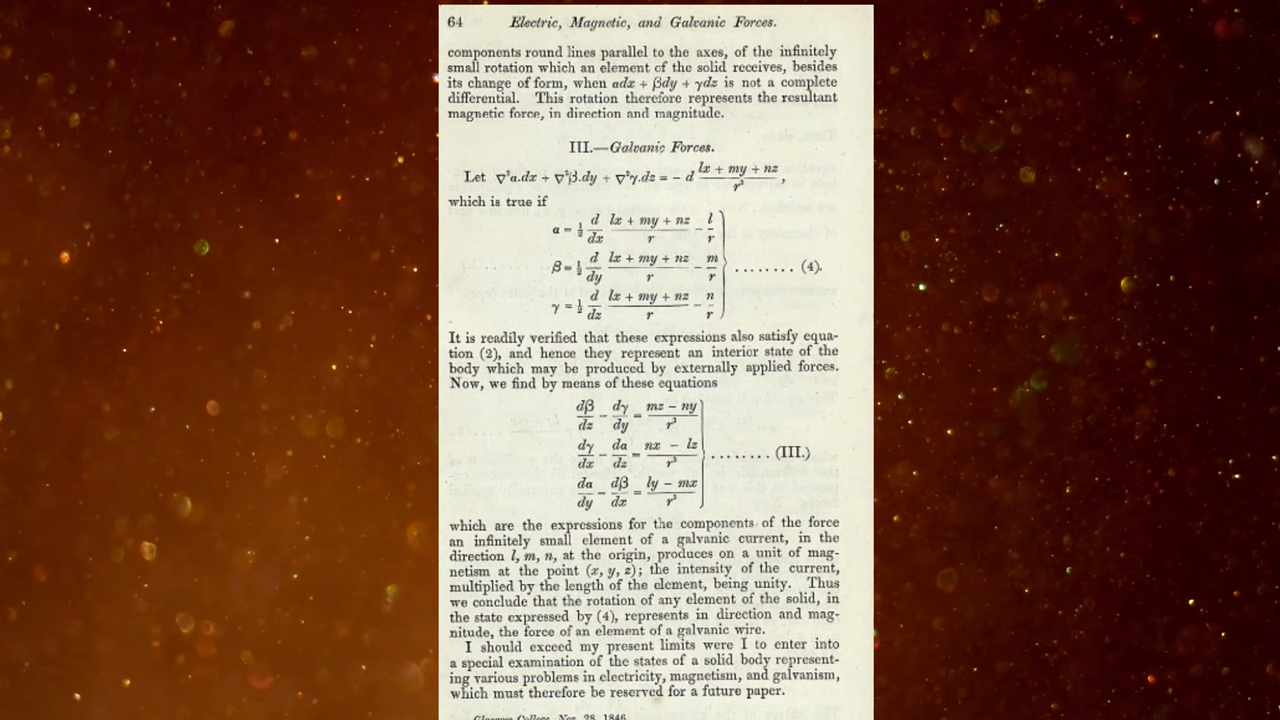 64 Electric, Magnetic, and Galvanic Forces.
components round lines parallel to the axes, of the infinitely
small rotation which an element of the solid receives, besides
its change of form, when αdx + βdy + γdz is not a complete
differential. This rotation therefore represents the resultant
magnetic force, in direction and magnitude.
III.—Galvanic Forces.
Let ∇²α.dx + ∇²β.dy + ∇²γ.dz = − d (lx + my + nz)/r³,
which is true if
α = ½ d/dx (lx + my + nz)/r − l/r
β = ½ d/dy (lx + my + nz)/r − m/r ........ (4).
γ = ½ d/dz (lx + my + nz)/r − n/r
It is readily verified that these expressions also satisfy equa-
tion (2), and hence they represent an interior state of the
body which may be produced by externally applied forces.
Now, we find by means of these equations
dβ/dz − dγ/dy = (mz − ny)/r³
dγ/dx − dα/dz = (nx − lz)/r³ ........ (III.)
dα/dy − dβ/dx = (ly − mx)/r³
which are the expressions for the components of the force
an infinitely small element of a galvanic current, in the
direction l, m, n, at the origin, produces on a unit of mag-
netism at the point (x, y, z); the intensity of the current,
multiplied by the length of the element, being unity. Thus
we conclude that the rotation of any element of the solid, in
the state expressed by (4), represents in direction and mag-
nitude, the force of an element of a galvanic wire.
I should exceed my present limits were I to enter into
a special examination of the states of a solid body represent-
ing various problems in electricity, magnetism, and galvanism,
which must therefore be reserved for a future paper.
Glasgow College, Nov. 28, 1846.